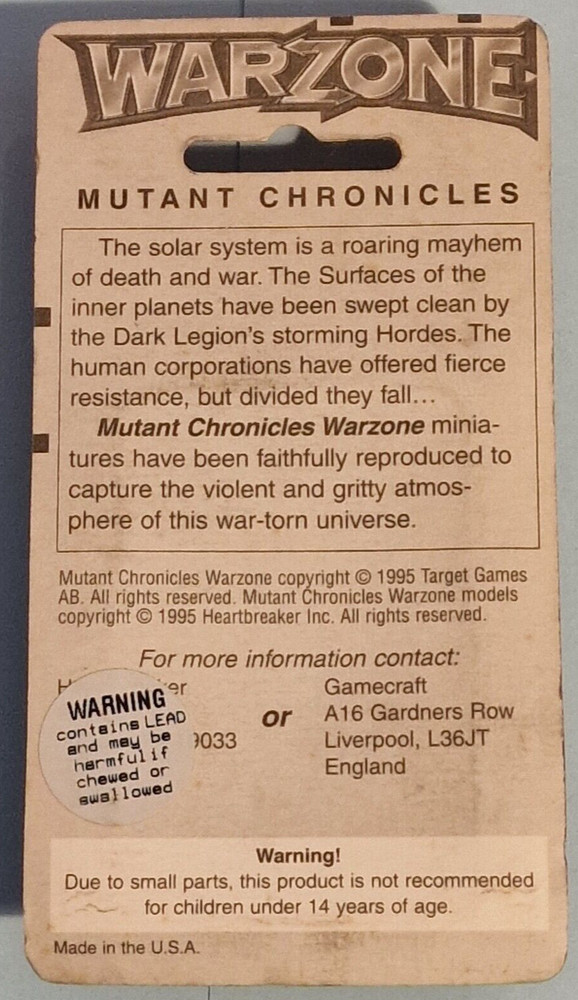 WARZONE
MUTANT CHRONICLES
The solar system is a roaring mayhem
of death and war. The Surfaces of the
inner planets have been swept clean by
the Dark Legion's storming Hordes. The
human corporations have offered fierce
resistance, but divided they fall...
Mutant Chronicles Warzone minia-
tures have been faithfully reproduced to
capture the violent and gritty atmos-
phere of this war-torn universe.
Mutant Chronicles Warzone copyright © 1995 Target Games
AB. All rights reserved. Mutant Chronicles Warzone models
copyright © 1995 Heartbreaker Inc. All rights reserved.
For more information contact:
WARNING
contains LEAD
and may be
harmful if
chewed or
swallowed
9033
or
Gamecraft
A16 Gardners Row
Liverpool, L36JT
England
Warning!
Due to small parts, this product is not recommended
for children under 14 years of age.
Made in the U.S.A.